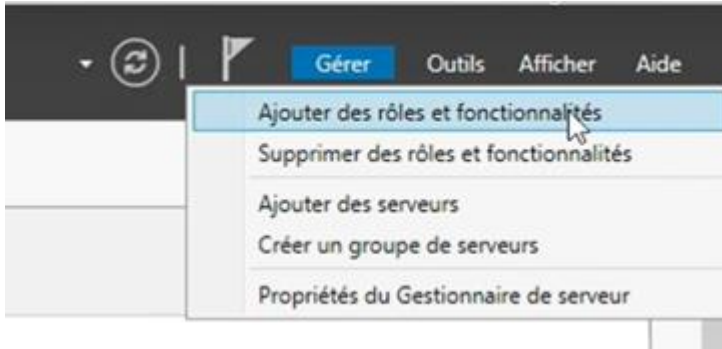 Gérer Outils Afficher Aide
Ajouter des rôles et fonctionnalités
Supprimer des rôles et fonctionnalités
Ajouter des serveurs
Créer un groupe de serveurs
Propriétés du Gestionnaire de serveur